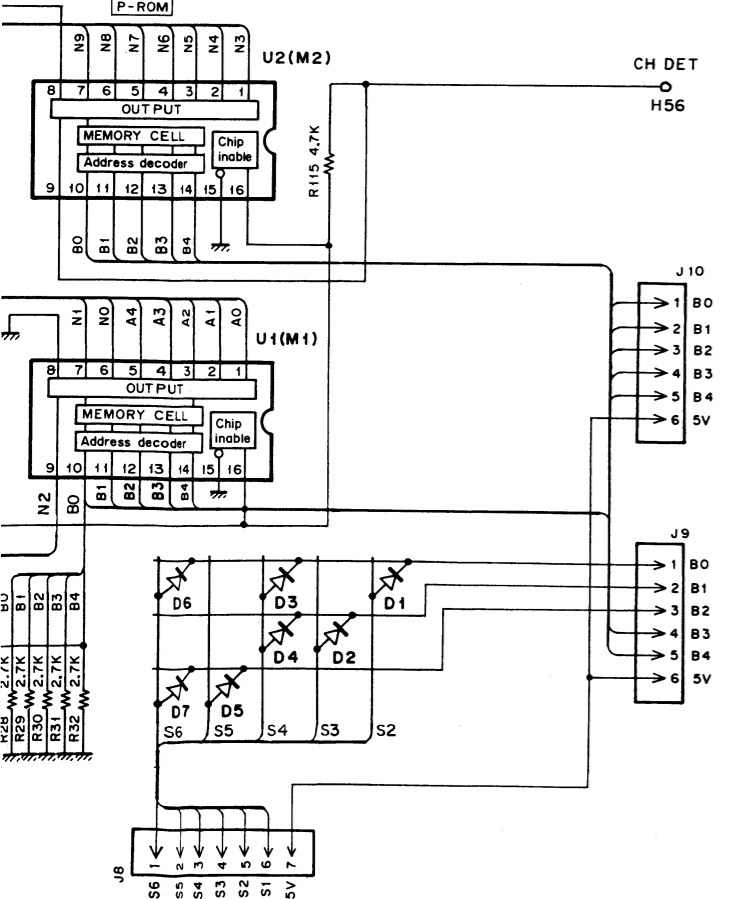 P-ROM
N9 N8 N7 N6 N5 N4 N3
U2(M2)
8 7 6 5 4 3 2 1
OUTPUT
MEMORY CELL
Address decoder
Chip
inable
9 10 11 12 13 14 15 16
B0 B1 B2 B3 B4
R115 4.7K
CH DET
H56
N1 N0 A4 A3 A2 A1 A0
U1(M1)
8 7 6 5 4 3 2 1
OUTPUT
MEMORY CELL
Address decoder
Chip
inable
9 10 11 12 13 14 15 16
N2 B0 B1 B2 B3 B4
J10
1 B0
2 B1
3 B2
4 B3
5 B4
6 5V
J9
1 B0
2 B1
3 B2
4 B3
5 B4
6 5V
B0 B1 B2 B3 B4
2.7K 2.7K 2.7K 2.7K 2.7K
R28 R29 R30 R31 R32
D6 D3 D1
D4 D2
D7 D5
S6 S5 S4 S3 S2
J8
1 2 3 4 5 6 7
S6 S5 S4 S3 S2 S1 5V